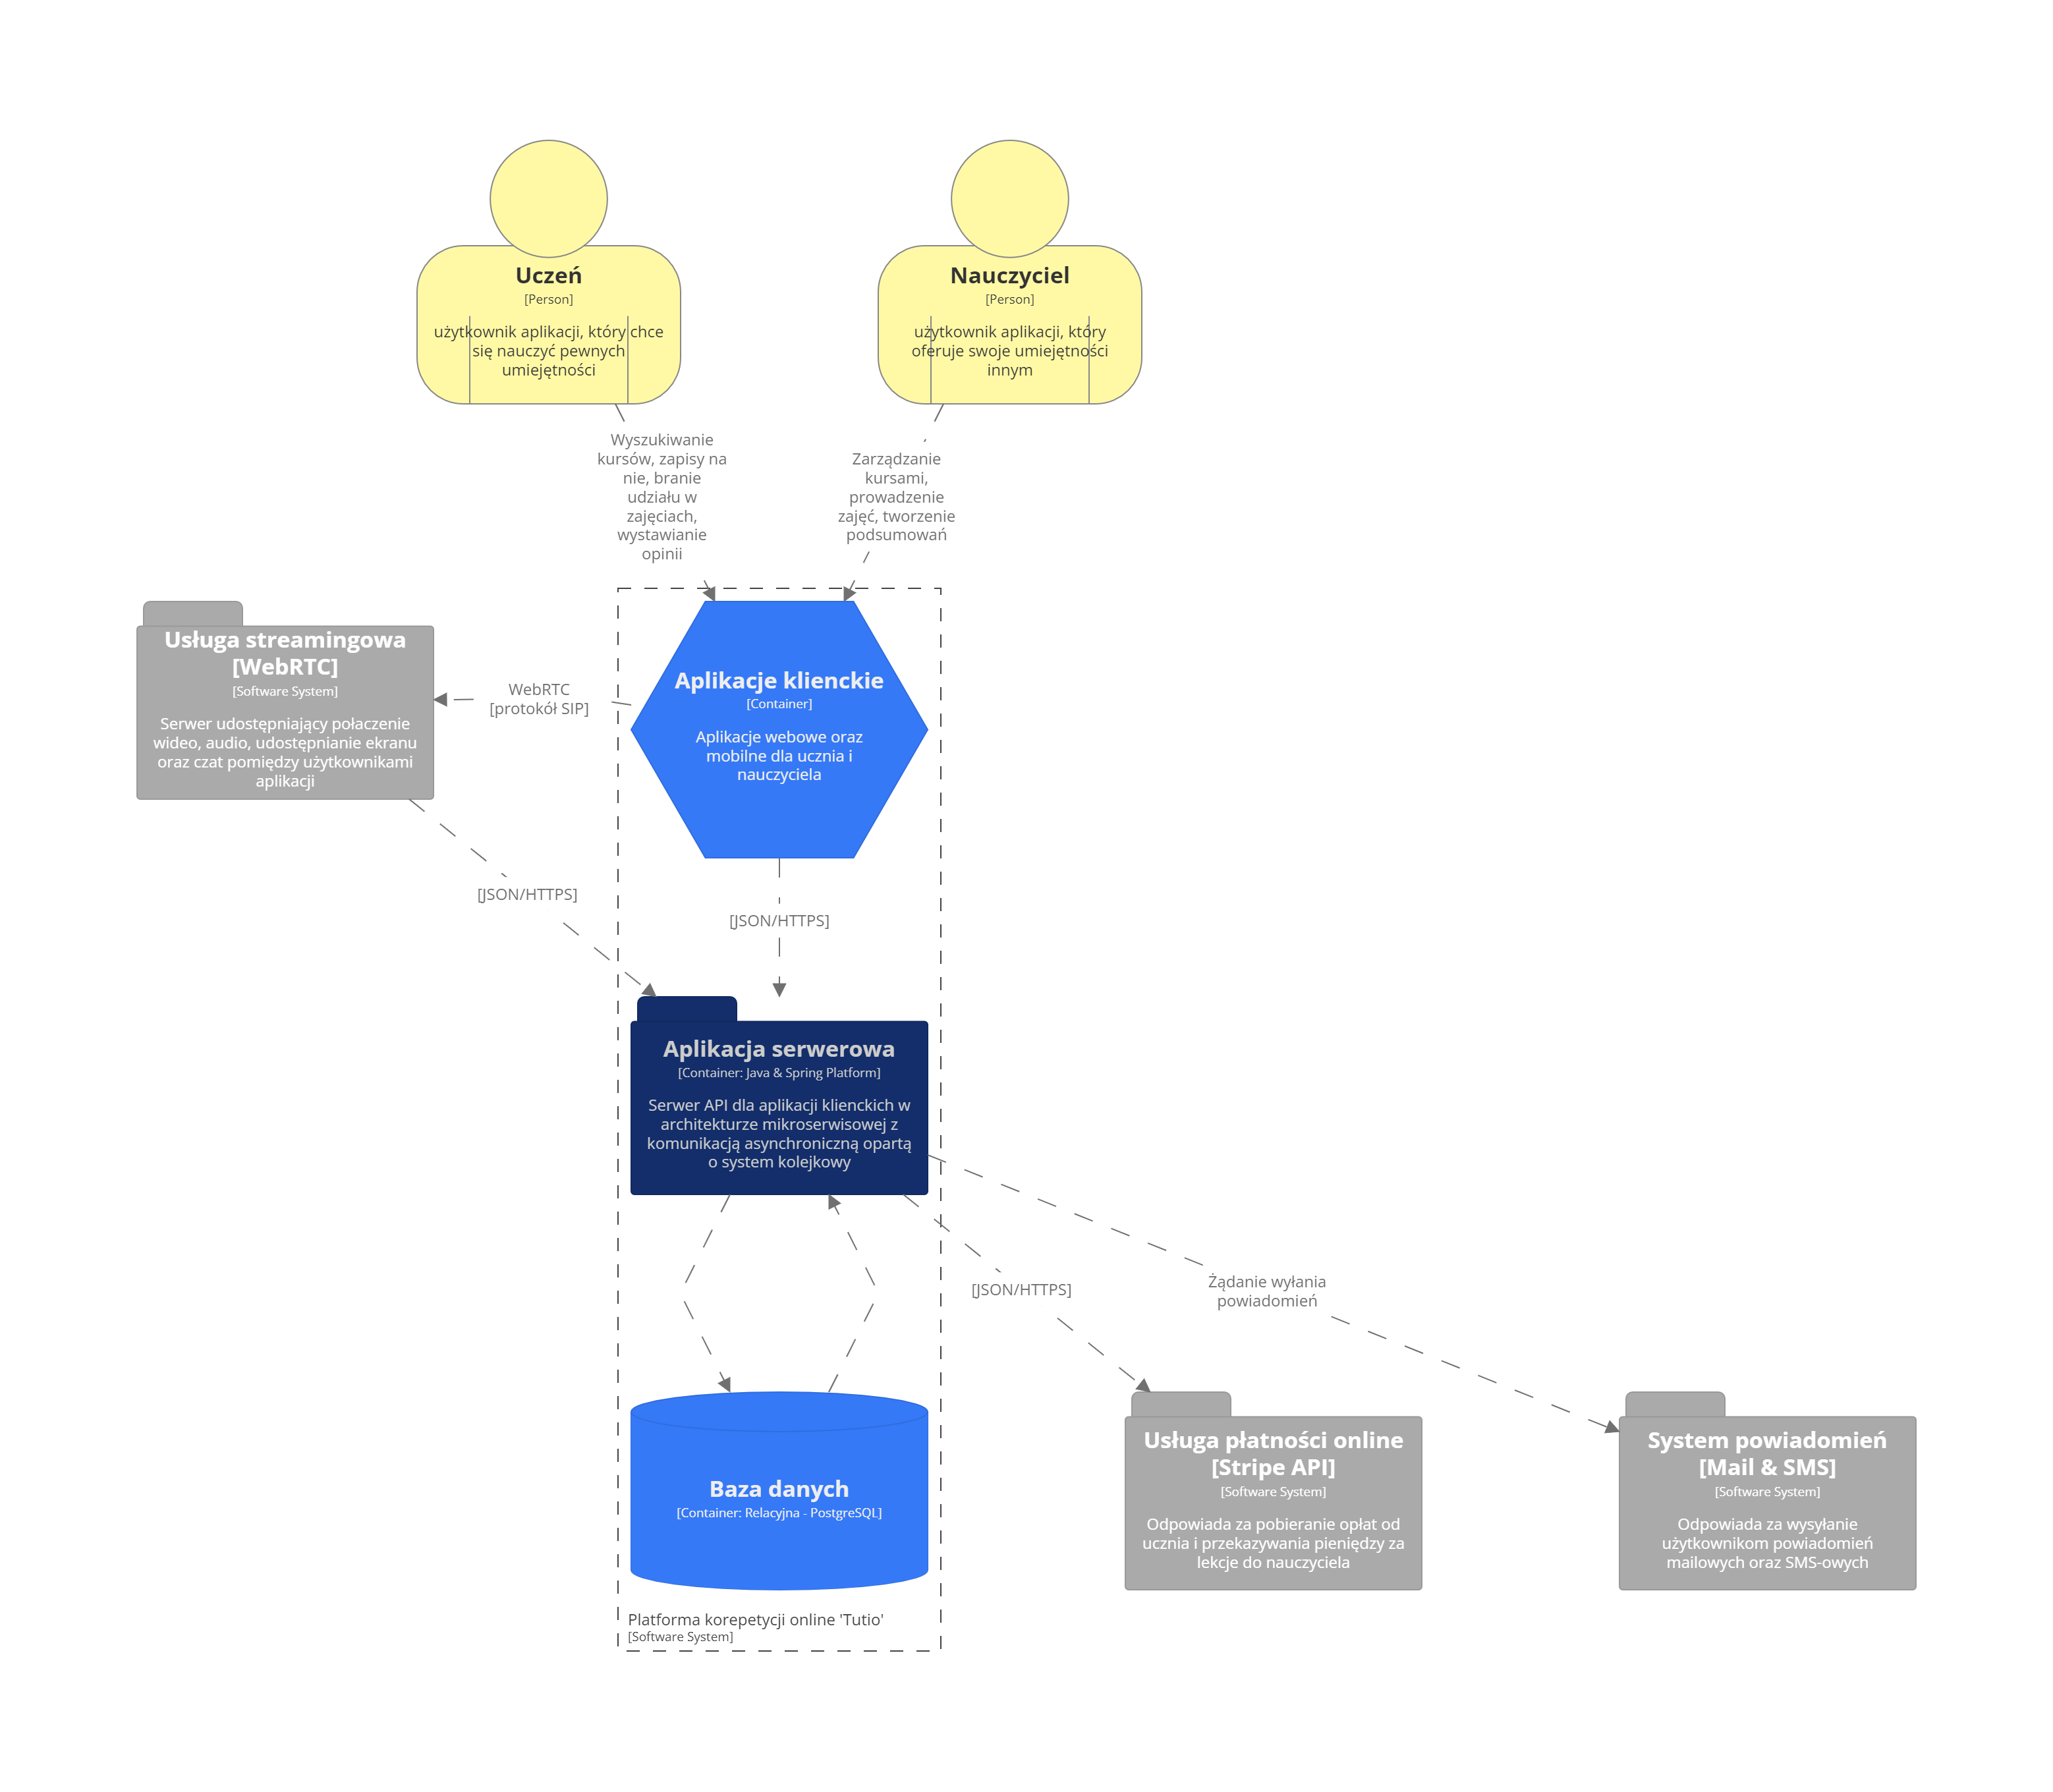 Uczeń
[Person]
użytkownik aplikacji, który chce
się nauczyć pewnych
umiejętności
Nauczyciel
[Person]
użytkownik aplikacji, który
oferuje swoje umiejętności
innym
Wyszukiwanie
kursów, zapisy na
nie, branie
udziału w
zajęciach,
wystawianie
opinii
Zarządzanie
kursami,
prowadzenie
zajęć, tworzenie
podsumowań
Usługa streamingowa
[WebRTC]
[Software System]
Serwer udostępniający połaczenie
wideo, audio, udostępnianie ekranu
oraz czat pomiędzy użytkownikami
aplikacji
WebRTC
[protokół SIP]
Aplikacje klienckie
[Container]
Aplikacje webowe oraz
mobilne dla ucznia i
nauczyciela
[JSON/HTTPS]
[JSON/HTTPS]
Aplikacja serwerowa
[Container: Java & Spring Platform]
Serwer API dla aplikacji klienckich w
architekturze mikroserwisowej z
komunikacją asynchroniczną opartą
o system kolejkowy
[JSON/HTTPS]
Żądanie wyłania
powiadomień
Baza danych
[Container: Relacyjna - PostgreSQL]
Usługa płatności online
[Stripe API]
[Software System]
Odpowiada za pobieranie opłat od
ucznia i przekazywania pieniędzy za
lekcje do nauczyciela
System powiadomień
[Mail & SMS]
[Software System]
Odpowiada za wysyłanie
użytkownikom powiadomień
mailowych oraz SMS-owych
Platforma korepetycji online 'Tutio'
[Software System]